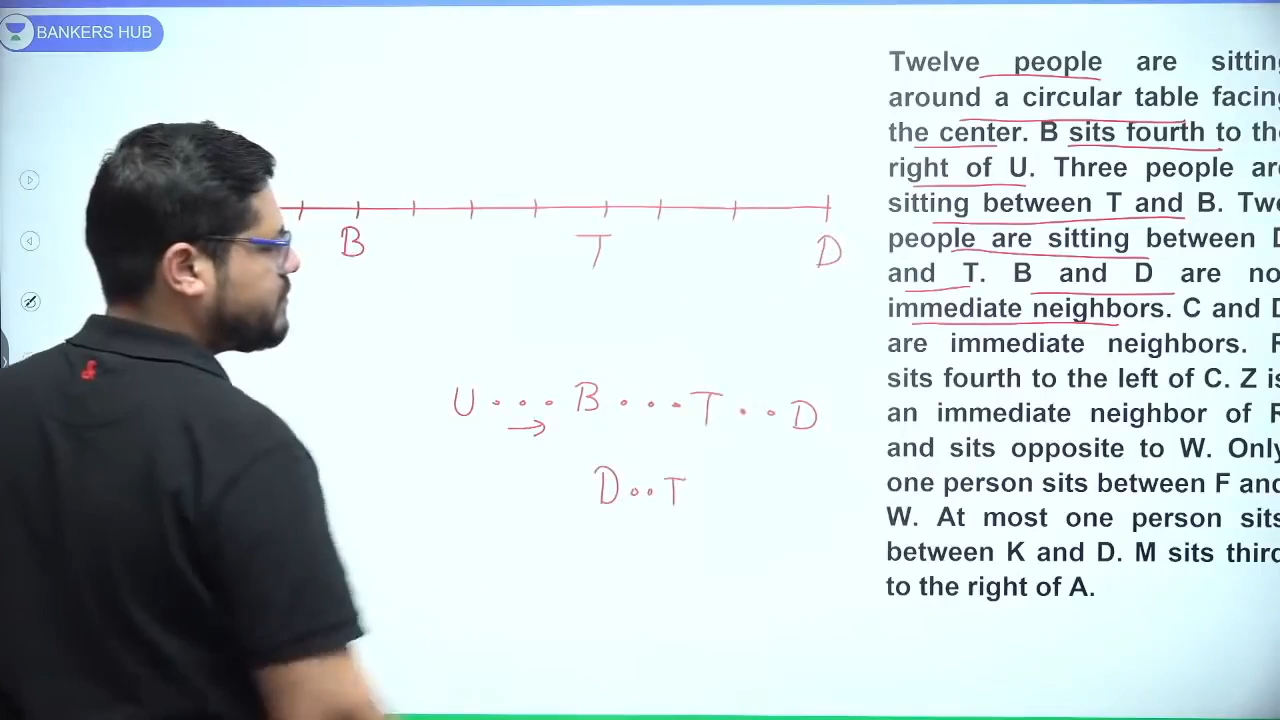 BANKERS HUB
Twelve people are sittin
around a circular table facin
the center. B sits fourth to th
right of U. Three people ar
sitting between T and B. Tw
people are sitting between
and T. B and D are no
immediate neighbors. C and
are immediate neighbors.
sits fourth to the left of C. Z i
an immediate neighbor of
and sits opposite to W. Only
one person sits between F an
W. At most one person sits
between K and D. M sits third
to the right of A.
B T D
U . . . B . . . T . . D
→
D . . T